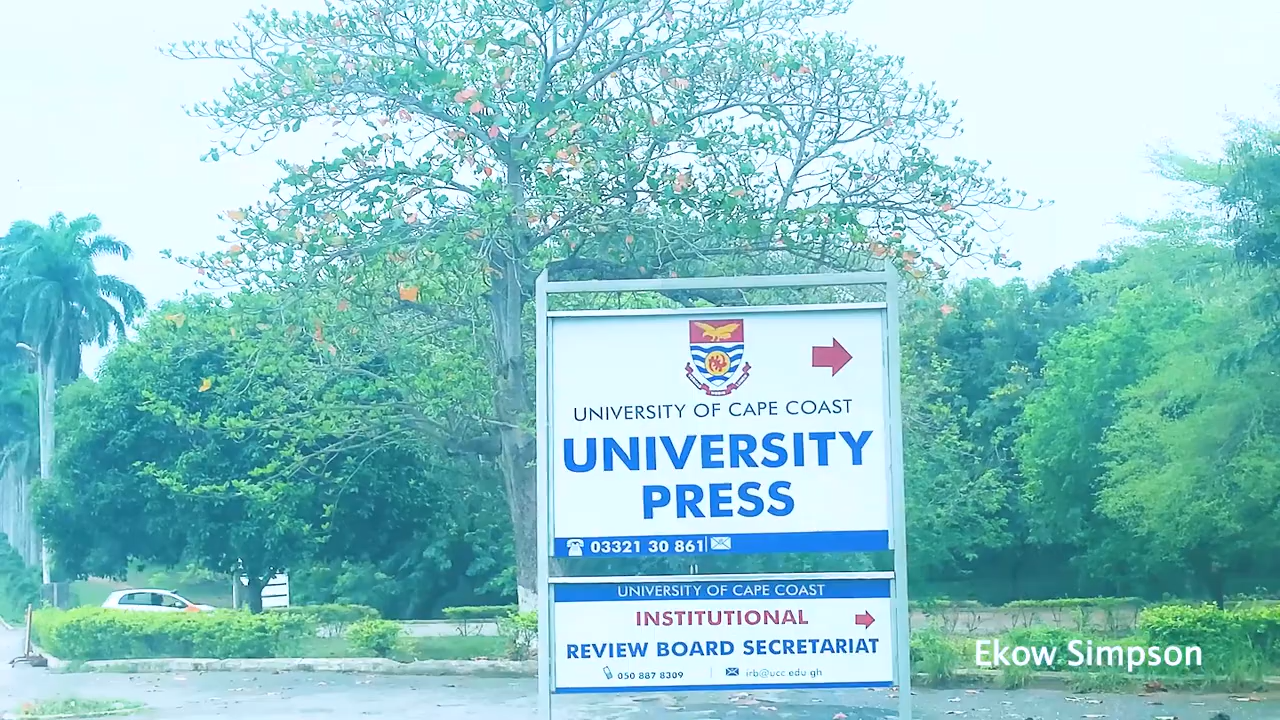 UNIVERSITY OF CAPE COAST
UNIVERSITY
PRESS
03321 30 861
UNIVERSITY OF CAPE COAST
INSTITUTIONAL
REVIEW BOARD SECRETARIAT
050 887 8309 irb@ucc.edu.gh
Ekow Simpson